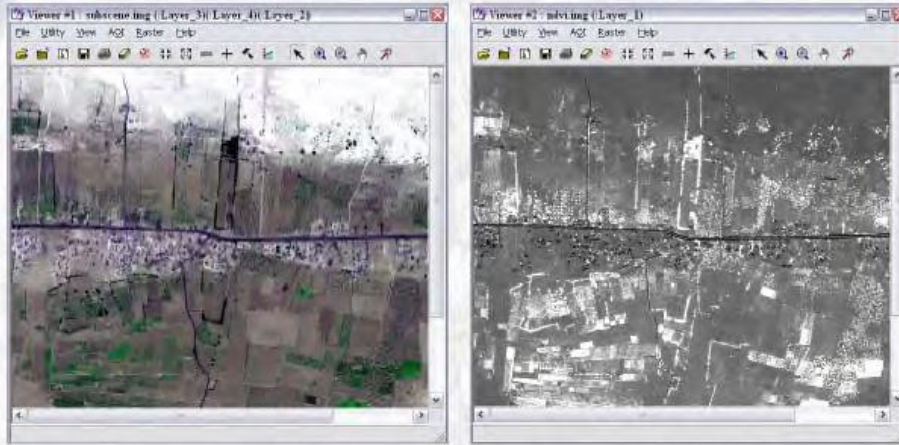 Viewer #1 : subscene.img (:Layer_3)(:Layer_4)(:Layer_2)
File Utility View AOI Raster Help
Viewer #2 : ndvi.img (:Layer_1)
File Utility View AOI Raster Help